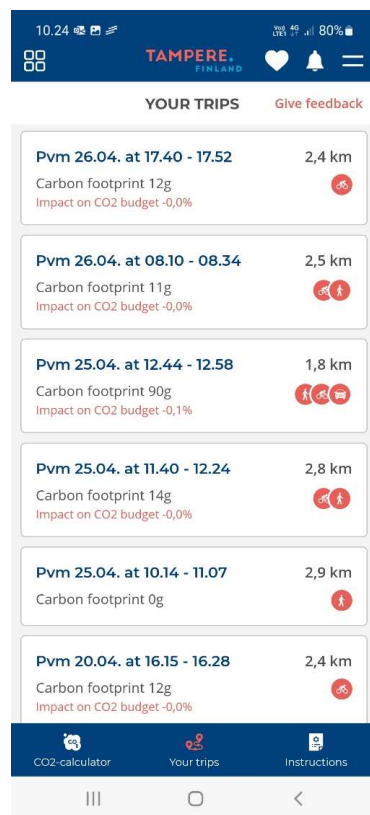 10.24
Vo))
LTE1
4G
80%
TAMPERE.
FINLAND
YOUR TRIPS
Give feedback
Pvm 26.04. at 17.40 - 17.52
2,4 km
Carbon footprint 12g
Impact on CO2 budget -0,0%
Pvm 26.04. at 08.10 - 08.34
2,5 km
Carbon footprint 11g
Impact on CO2 budget -0,0%
Pvm 25.04. at 12.44 - 12.58
1,8 km
Carbon footprint 90g
Impact on CO2 budget -0,1%
Pvm 25.04. at 11.40 - 12.24
2,8 km
Carbon footprint 14g
Impact on CO2 budget -0,0%
Pvm 25.04. at 10.14 - 11.07
2,9 km
Carbon footprint 0g
Pvm 20.04. at 16.15 - 16.28
2,4 km
Carbon footprint 12g
Impact on CO2 budget -0,0%
CO2-calculator
Your trips
Instructions